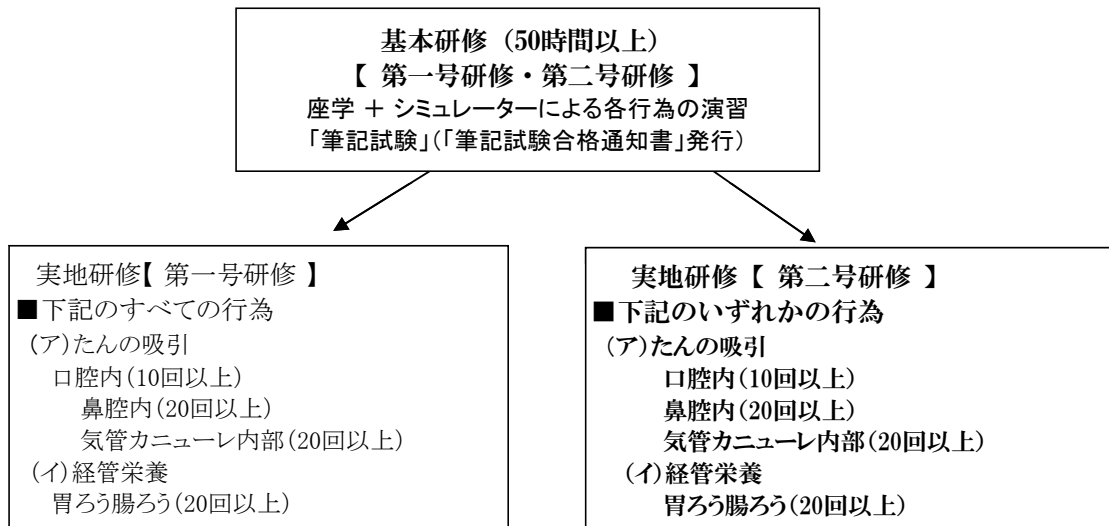 基本研修（50時間以上）
【 第一号研修・第二号研修 】
座学 ＋ シミュレーターによる各行為の演習
「筆記試験」（「筆記試験合格通知書」発行）
実地研修【 第一号研修 】
■下記のすべての行為
（ア）たんの吸引
口腔内（10回以上）
鼻腔内（20回以上）
気管カニューレ内部（20回以上）
（イ）経管栄養
胃ろう腸ろう（20回以上）
実地研修 【 第二号研修 】
■下記のいずれかの行為
（ア）たんの吸引
口腔内（10回以上）
鼻腔内（20回以上）
気管カニューレ内部（20回以上）
（イ）経管栄養
胃ろう腸ろう（20回以上）